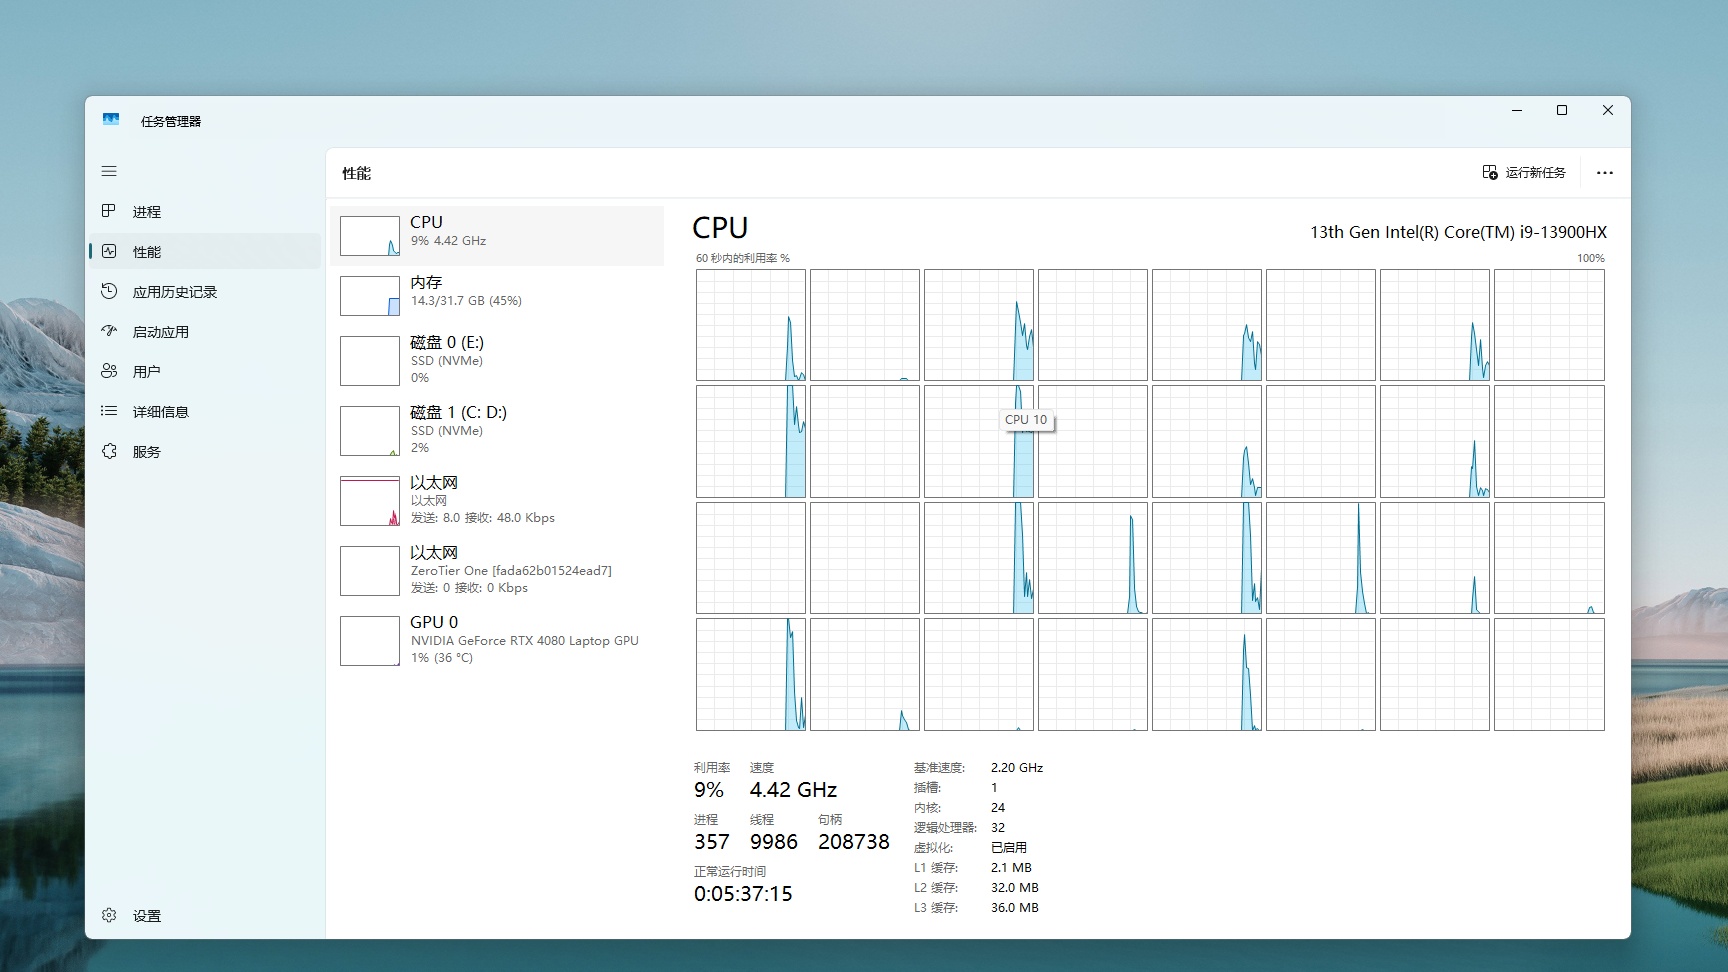 任务管理器
性能
运行新任务
进程
性能
应用历史记录
启动应用
用户
详细信息
服务
设置
CPU
9% 4.42 GHz
内存
14.3/31.7 GB (45%)
磁盘 0 (E:)
SSD (NVMe)
0%
磁盘 1 (C: D:)
SSD (NVMe)
2%
以太网
以太网
发送: 8.0 接收: 48.0 Kbps
以太网
ZeroTier One [fada62b01524ead7]
发送: 0 接收: 0 Kbps
GPU 0
NVIDIA GeForce RTX 4080 Laptop GPU
1% (36 °C)
CPU
13th Gen Intel(R) Core(TM) i9-13900HX
60 秒内的利用率 %
100%
CPU 10
利用率 速度
9% 4.42 GHz
进程 线程 句柄
357 9986 208738
正常运行时间
0:05:37:15
基准速度: 2.20 GHz
插槽: 1
内核: 24
逻辑处理器: 32
虚拟化: 已启用
L1 缓存: 2.1 MB
L2 缓存: 32.0 MB
L3 缓存: 36.0 MB